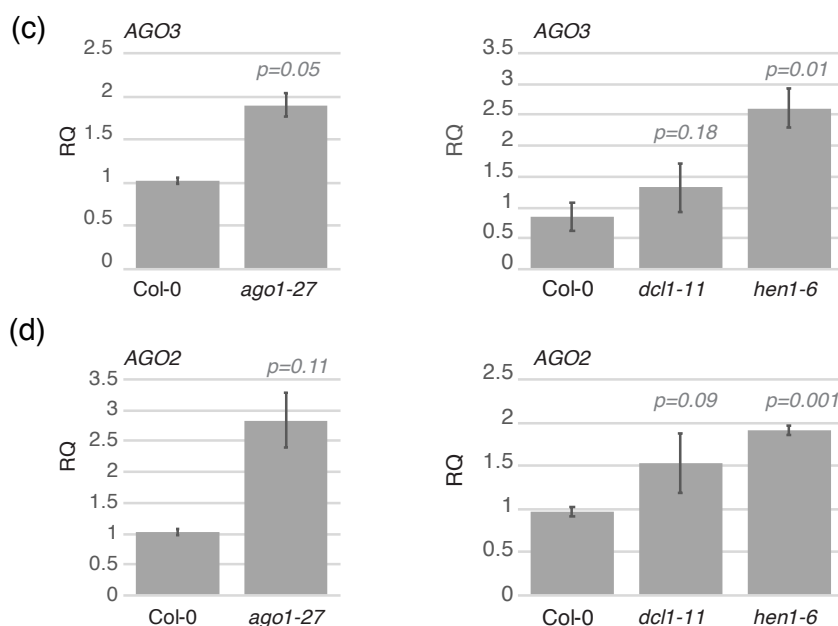 (c)
AGO3
2.5
2
1.5
1
0.5
0
RQ
p=0.05
Col-0
ago1-27
AGO3
3.5
3
2.5
2
1.5
1
0.5
0
RQ
p=0.18
p=0.01
Col-0
dcl1-11
hen1-6
(d)
AGO2
3.5
3
2.5
2
1.5
1
0.5
0
RQ
p=0.11
Col-0
ago1-27
AGO2
2.5
2
1.5
1
0.5
0
RQ
p=0.09
p=0.001
Col-0
dcl1-11
hen1-6